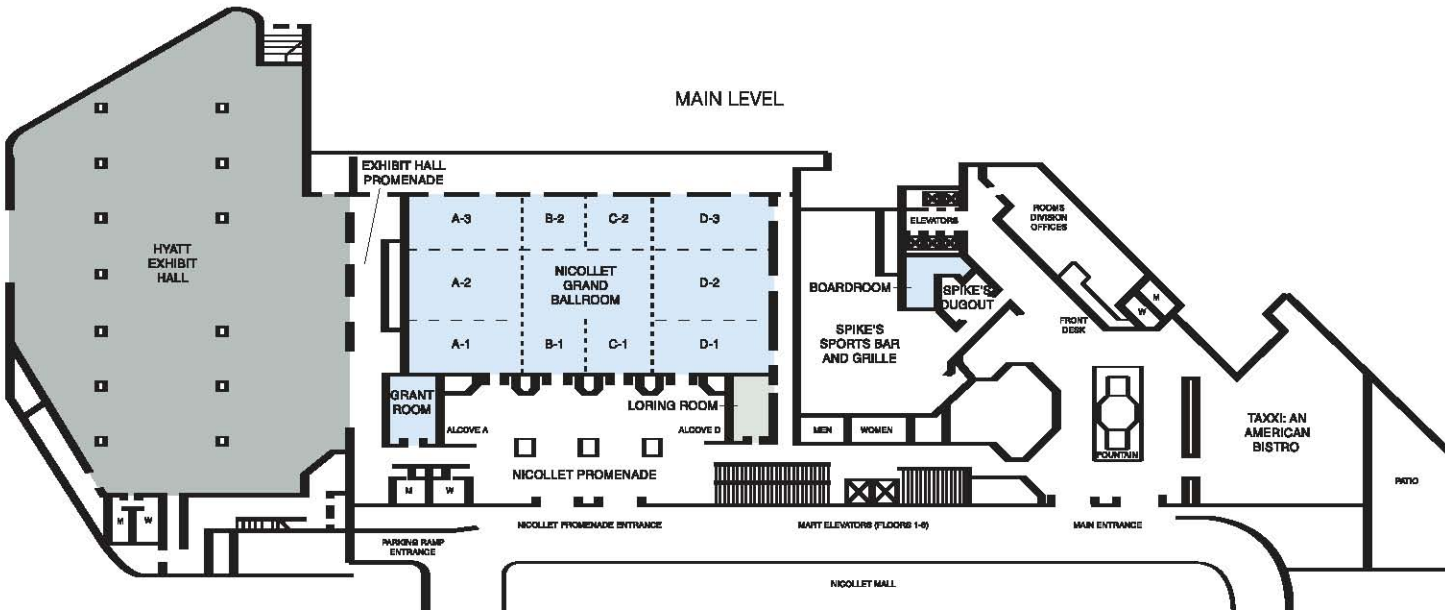 MAIN LEVEL
EXHIBIT HALL
PROMENADE
HYATT
EXHIBIT
HALL
A-3
B-2
C-2
D-3
A-2
NICOLLET
GRAND
BALLROOM
D-2
A-1
B-1
C-1
D-1
GRANT
ROOM
ALCOVE A
LORING ROOM
ALCOVE D
NICOLLET PROMENADE
M
W
M
W
ELEVATORS
ROOMS
DIVISION
OFFICES
BOARDROOM
SPIKE'S
DUGOUT
SPIKE'S
SPORTS BAR
AND GRILLE
FRONT
DESK
M
W
MEN
WOMEN
FOUNTAIN
TAXXI: AN
AMERICAN
BISTRO
PATIO
NICOLLET PROMENADE ENTRANCE
MART ELEVATORS (FLOORS 1-6)
MAIN ENTRANCE
PARKING RAMP
ENTRANCE
NICOLLET MALL